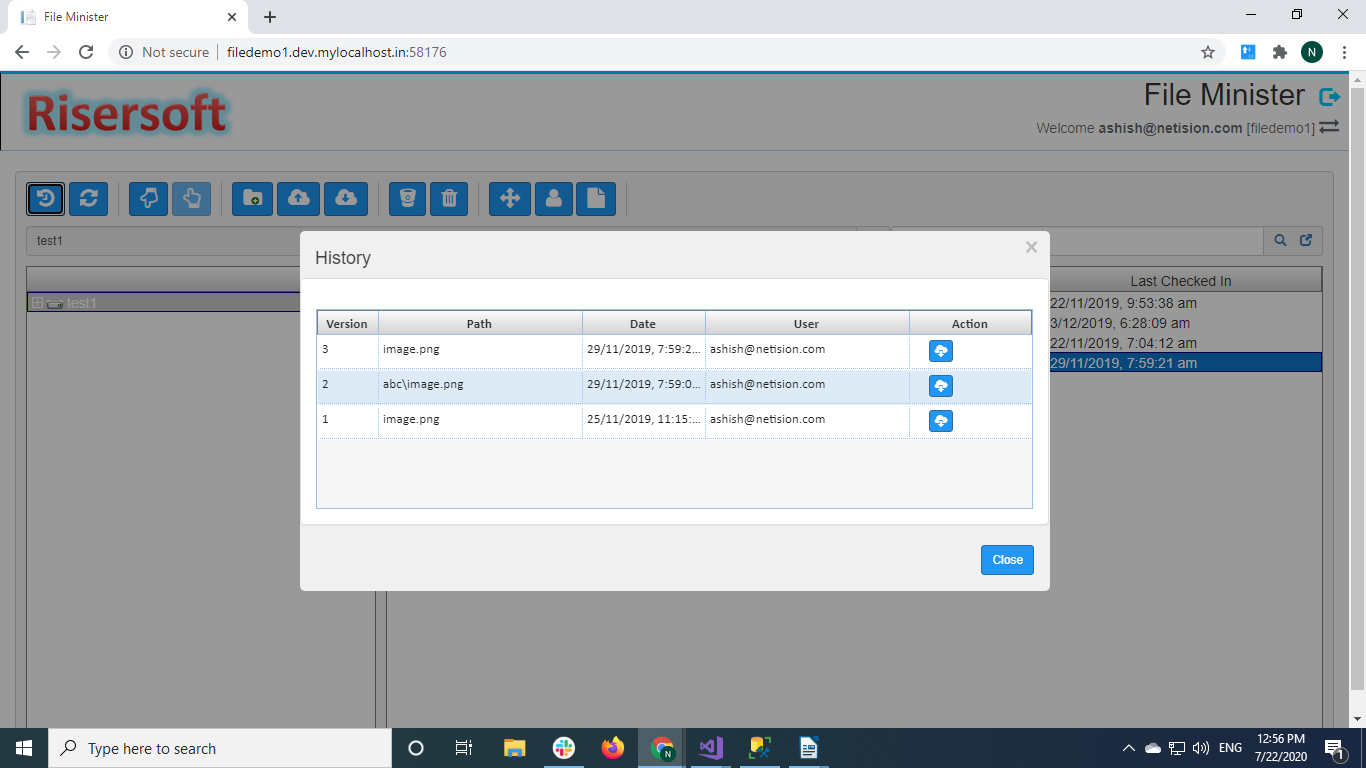 File Minister
Not secure
filedemo1.dev.mylocalhost.in:58176
N
Risersoft
File Minister
Welcome ashish@netision.com [filedemo1]
test1
Last Checked In
test1
22/11/2019, 9:53:38 am
3/12/2019, 6:28:09 am
22/11/2019, 7:04:12 am
29/11/2019, 7:59:21 am
History
Version Path Date User Action
3 image.png 29/11/2019, 7:59:2... ashish@netision.com
2 abc\image.png 29/11/2019, 7:59:0... ashish@netision.com
1 image.png 25/11/2019, 11:15:... ashish@netision.com
Close
Type here to search
N
ENG
12:56 PM
7/22/2020
1